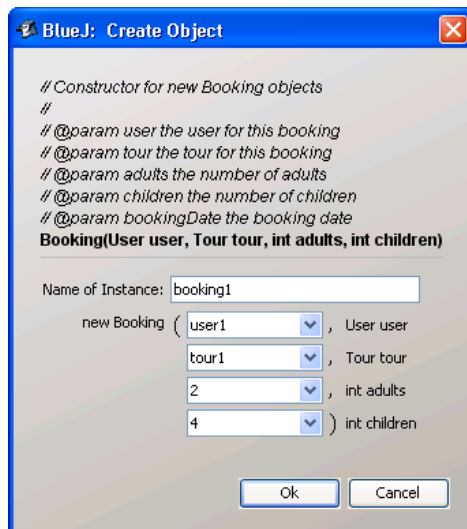 BlueJ: Create Object
// Constructor for new Booking objects
//
// @param user the user for this booking
// @param tour the tour for this booking
// @param adults the number of adults
// @param children the number of children
// @param bookingDate the booking date
Booking(User user, Tour tour, int adults, int children)
Name of Instance: booking1
new Booking ( user1 , User user
tour1 , Tour tour
2 , int adults
4 ) int children
Ok Cancel